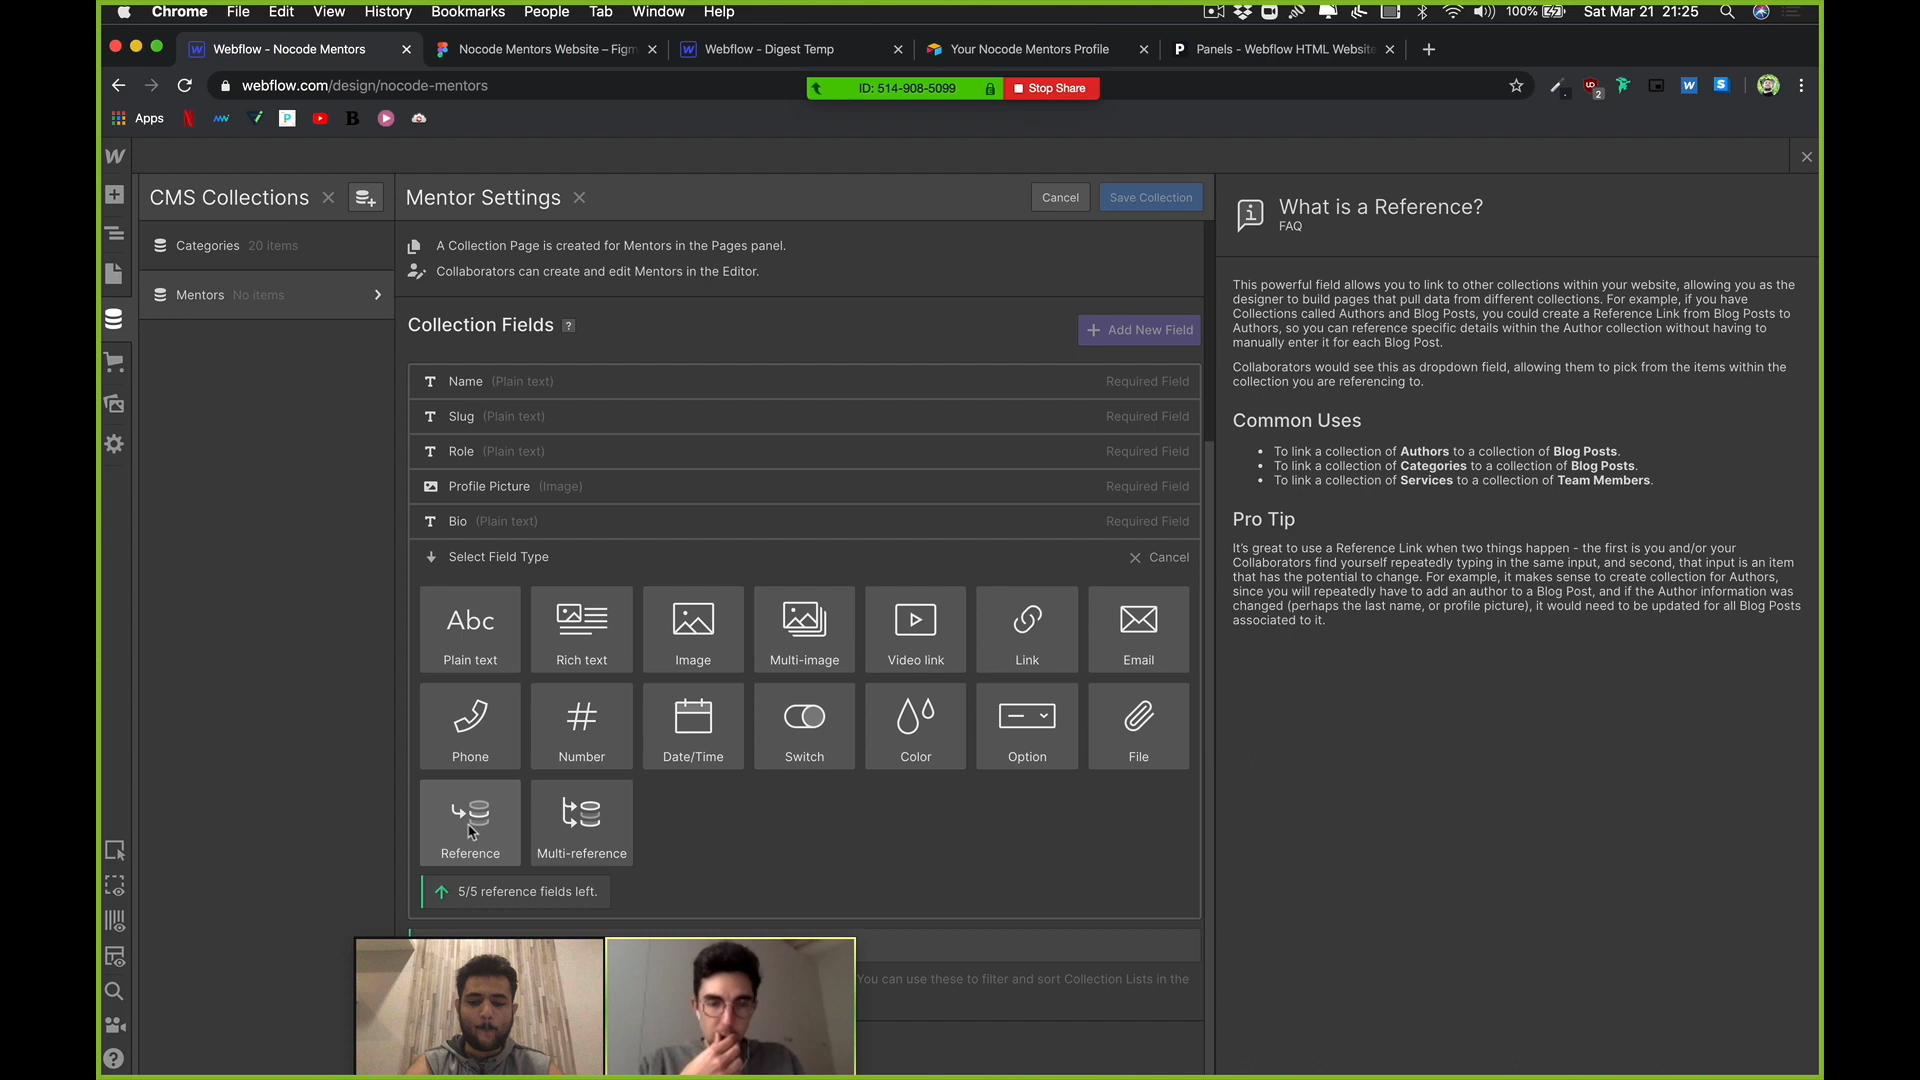 Chrome File Edit View History Bookmarks People Tab Window Help
100% Sat Mar 21 21:25
Webflow - Nocode Mentors
Nocode Mentors Website – Figm
Webflow - Digest Temp
Your Nocode Mentors Profile
Panels - Webflow HTML Website
webflow.com/design/nocode-mentors
ID: 514-908-5099
Stop Share
2
Apps
CMS Collections
Mentor Settings
Cancel
Save Collection
What is a Reference?
FAQ
Categories 20 items
Mentors No items
A Collection Page is created for Mentors in the Pages panel.
Collaborators can create and edit Mentors in the Editor.
Collection Fields ?
+ Add New Field
Name (Plain text) Required Field
Slug (Plain text) Required Field
Role (Plain text) Required Field
Profile Picture (Image) Required Field
Bio (Plain text) Required Field
Select Field Type
Cancel
Abc
Plain text
Rich text
Image
Multi-image
Video link
Link
Email
Phone
Number
Date/Time
Switch
Color
Option
File
Reference
Multi-reference
5/5 reference fields left.
You can use these to filter and sort Collection Lists in the
This powerful field allows you to link to other collections within your website, allowing you as the
designer to build pages that pull data from different collections. For example, if you have
Collections called Authors and Blog Posts, you could create a Reference Link from Blog Posts to
Authors, so you can reference specific details within the Author collection without having to
manually enter it for each Blog Post.
Collaborators would see this as dropdown field, allowing them to pick from the items within the
collection you are referencing to.
Common Uses
• To link a collection of Authors to a collection of Blog Posts.
• To link a collection of Categories to a collection of Blog Posts.
• To link a collection of Services to a collection of Team Members.
Pro Tip
It's great to use a Reference Link when two things happen - the first is you and/or your
Collaborators find yourself repeatedly typing in the same input, and second, that input is an item
that has the potential to change. For example, it makes sense to create collection for Authors,
since you will repeatedly have to add an author to a Blog Post, and if the Author information was
changed (perhaps the last name, or profile picture), it would need to be updated for all Blog Posts
associated to it.